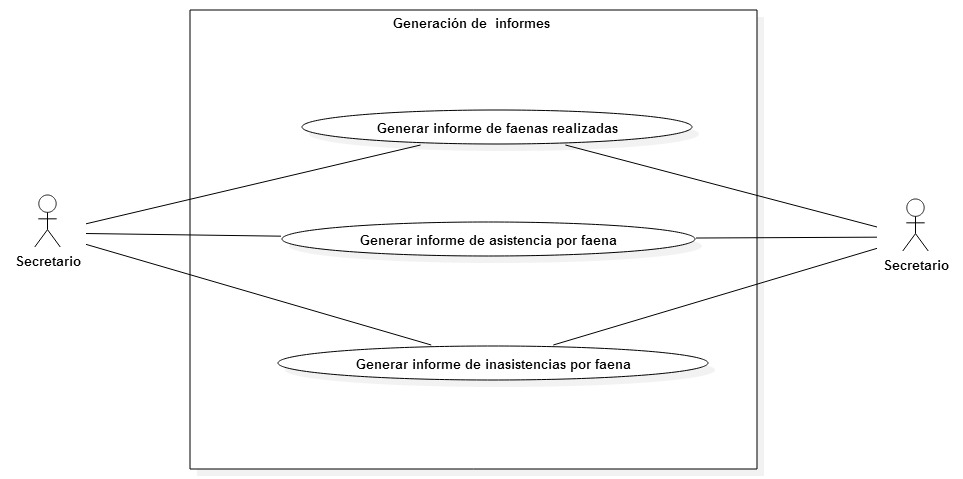 Generación de  informes
Generar informe de faenas realizadas
Generar informe de asistencia por faena
Secretario
Secretario
Generar informe de inasistencias por faena